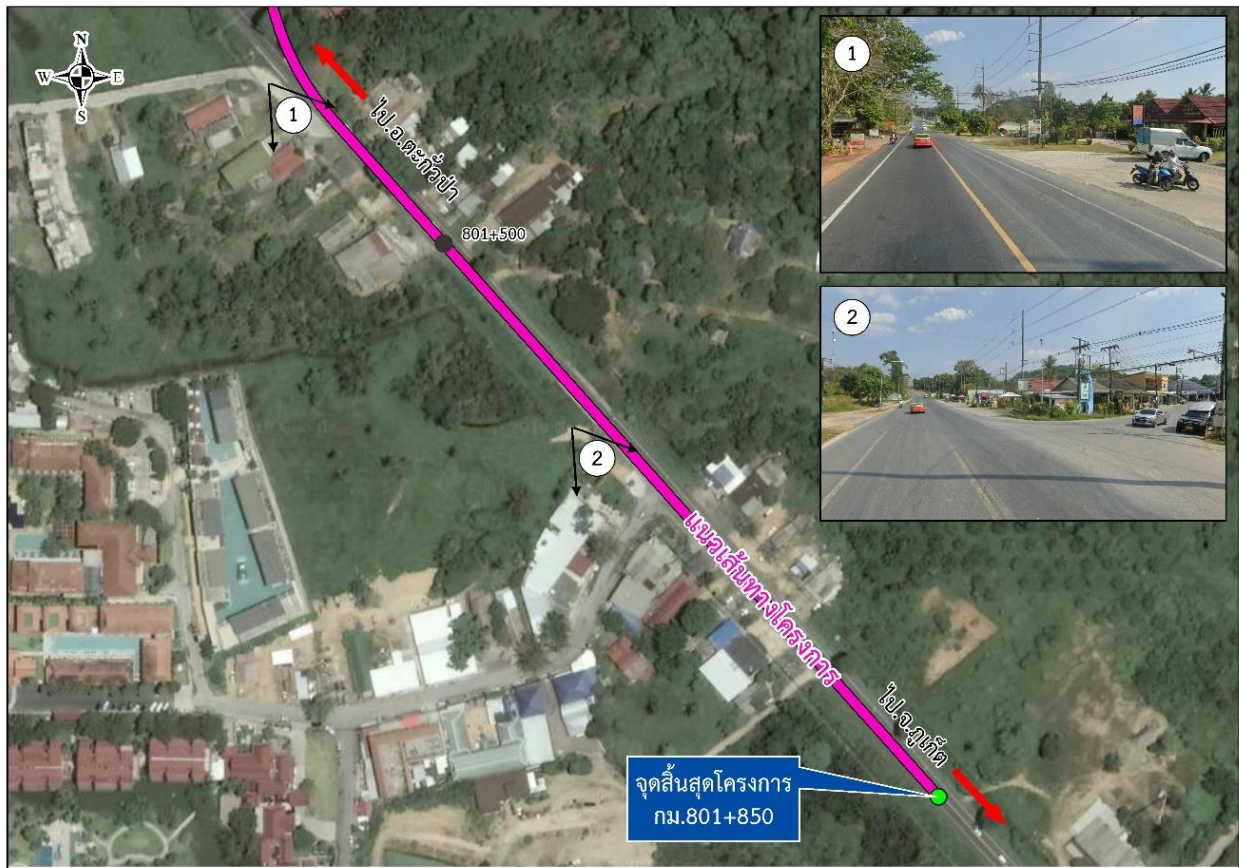 N
W
E
S
1
ไป.อ.ตะกั่วป่า
1
801+500
2
2
แนวเส้นทางโครงการ
ไป.จ.ภูเก็ต
จุดสิ้นสุดโครงการ
กม.801+850